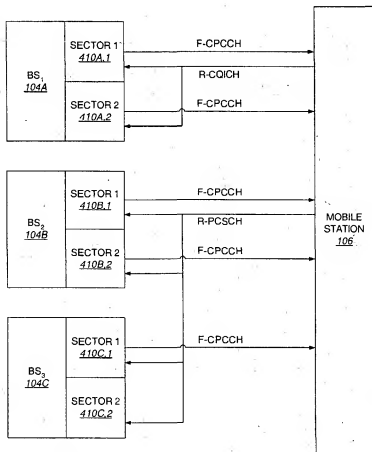 BS1
104A
SECTOR 1
410A,1
SECTOR 2
410A,2
F-CPCCH
R-CQICH
F-CPCCH
BS2
104B
SECTOR 1
410B,1
SECTOR 2
410B,2
F-CPCCH
R-PCSCH
F-CPCCH
MOBILE
STATION
106
BS3
104C
SECTOR 1
410C,1
SECTOR 2
410C,2
F-CPCCH